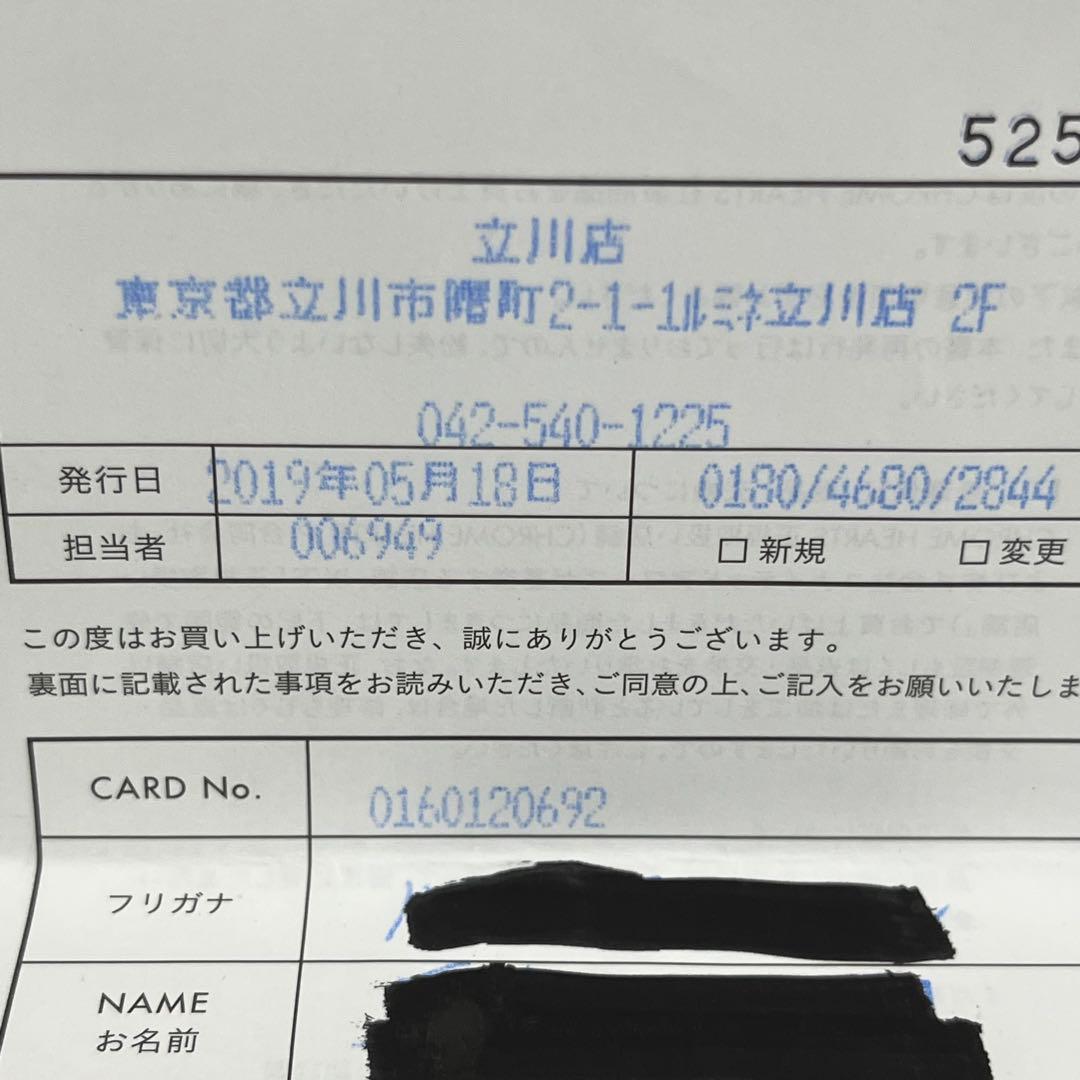 525
立川店
東京都立川市曙町2-1-1ルミネ立川店 2F
042-540-1225
発行日 2019年05月18日 0180/4680/2844
担当者 006949 □ 新規 □ 変更
この度はお買い上げいただき、誠にありがとうございます。
裏面に記載された事項をお読みいただき、ご同意の上、ご記入をお願いいたしま
CARD No. 0160120692
フリガナ
NAME
お名前